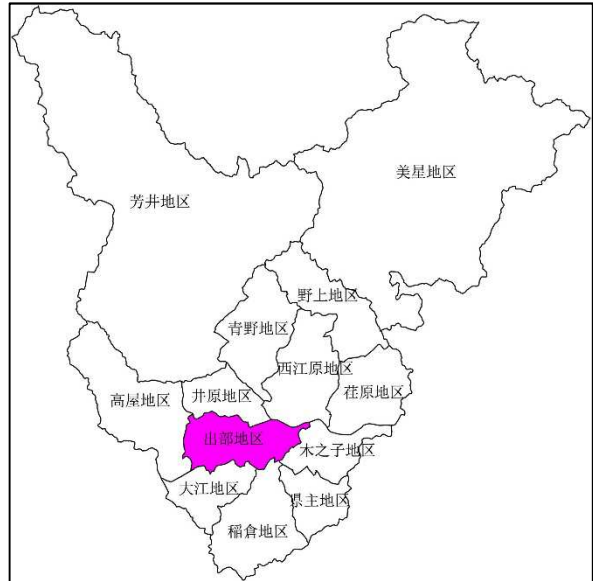 美星地区
芳井地区
野上地区
青野地区
西江原地区
荏原地区
井原地区
高屋地区
出部地区
木之子地区
大江地区
県主地区
稲倉地区